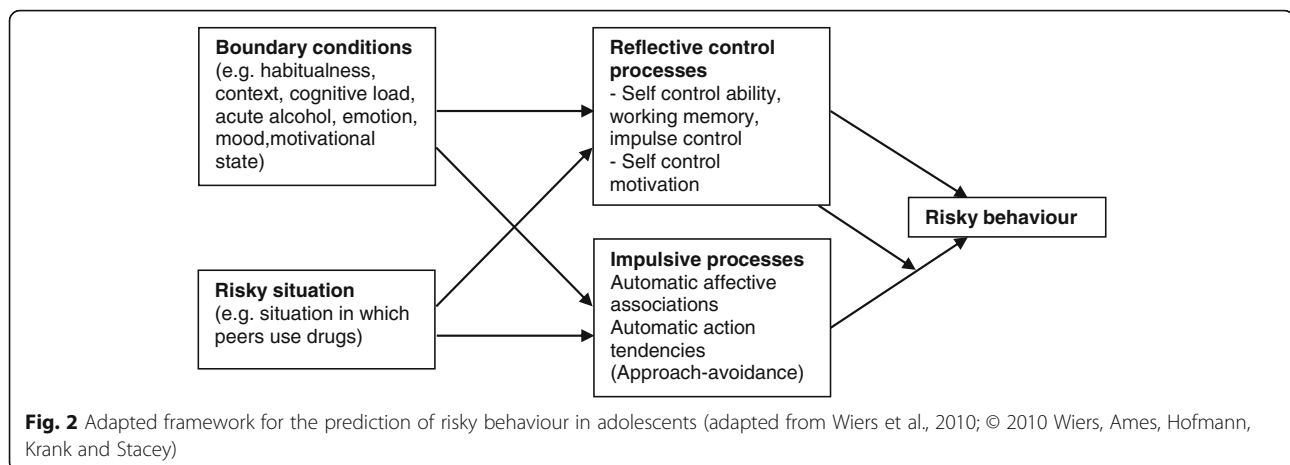 Boundary conditions
(e.g. habitualness,
context, cognitive load,
acute alcohol, emotion,
mood,motivational
state)
Reflective control
processes
- Self control ability,
working memory,
impulse control
- Self control
motivation
Risky behaviour
Risky situation
(e.g. situation in which
peers use drugs)
Impulsive processes
Automatic affective
associations
Automatic action
tendencies
(Approach-avoidance)
Fig. 2 Adapted framework for the prediction of risky behaviour in adolescents (adapted from Wiers et al., 2010; © 2010 Wiers, Ames, Hofmann,
Krank and Stacey)